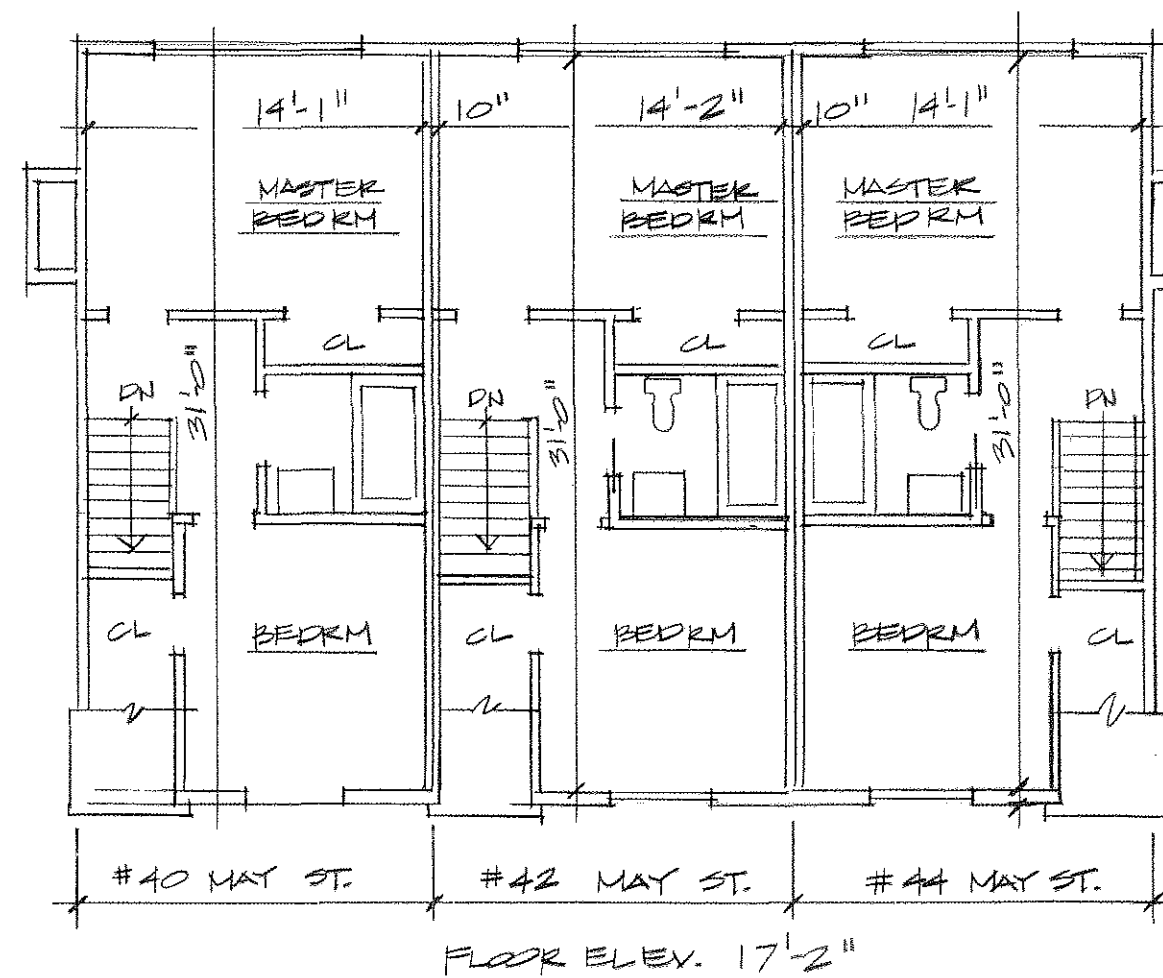 14'-1" 10" 14'-2" 10" 14'-1"
MASTER BEDRM
MASTER BEDRM
MASTER BEDRM
CL CL CL
DN 31'-0" DN 31'-0" 31'-0" DN
CL BEDRM CL BEDRM BEDRM CL
#40 MAY ST. #42 MAY ST. #44 MAY ST.
FLOOR ELEV. 17'-2"